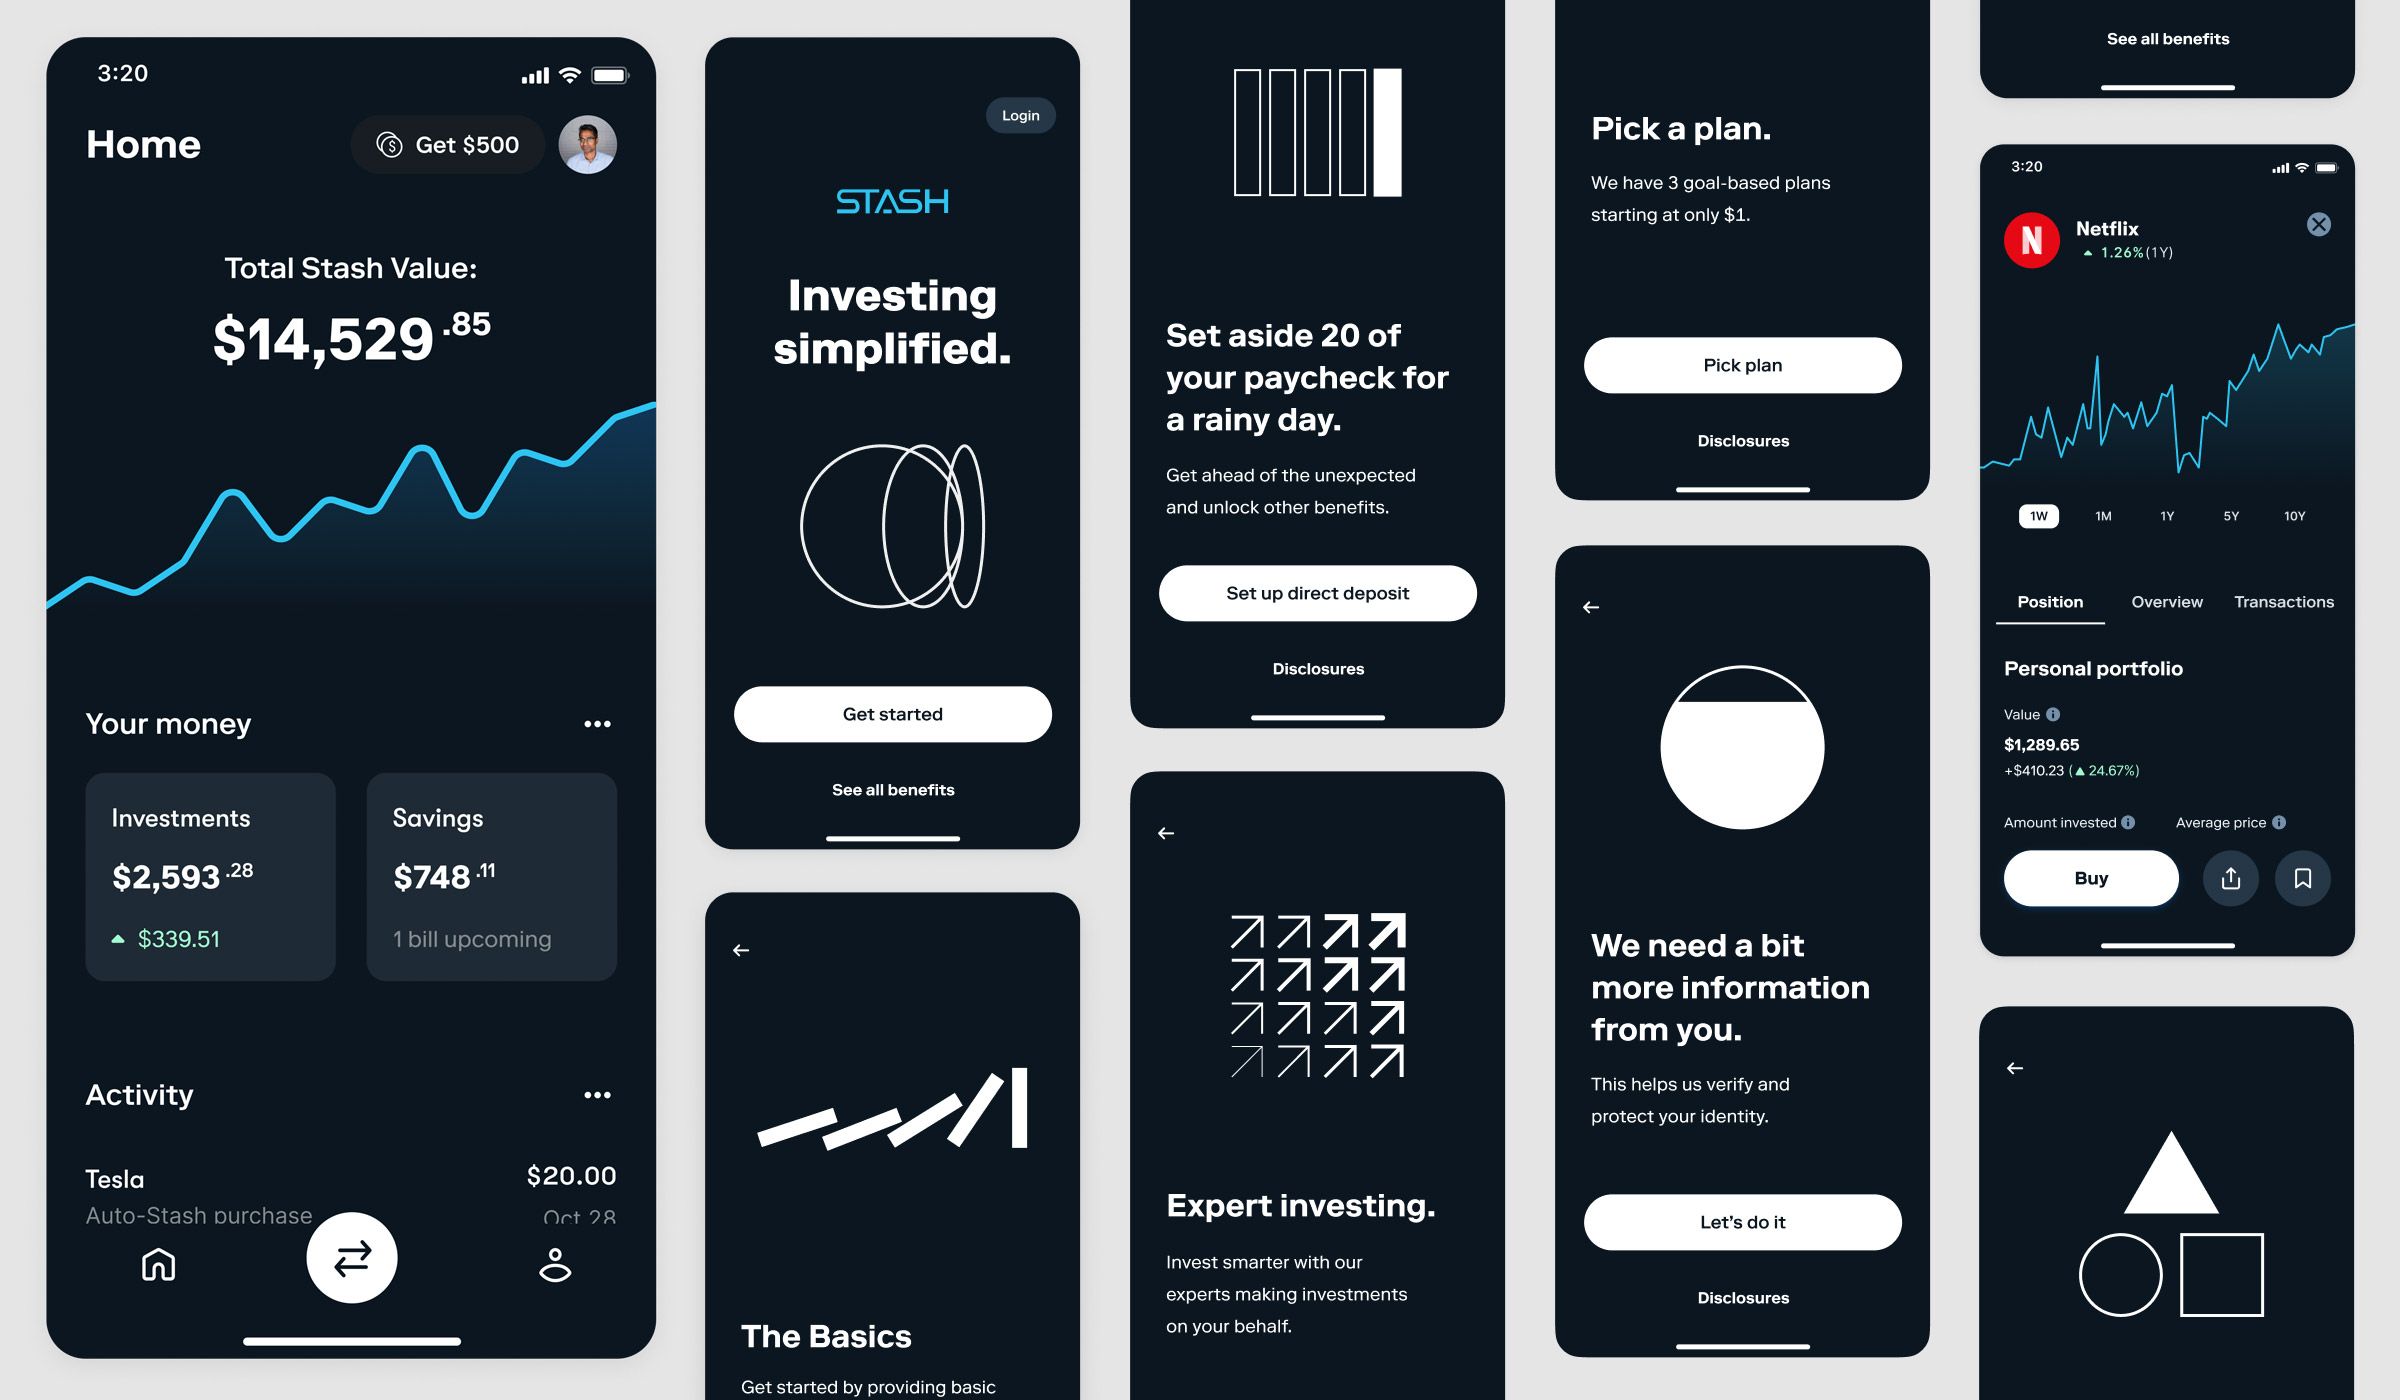 3:20
Home
Get $500
Total Stash Value:
$14,529.85
Your money
Investments
$2,593.28
$339.51
Savings
$748.11
1 bill upcoming
Activity
Tesla
$20.00
Auto-Stash purchase
Oct 28
Login
STASH
Investing
simplified.
Get started
See all benefits
The Basics
Get started by providing basic
Set aside 20 of
your paycheck for
a rainy day.
Get ahead of the unexpected
and unlock other benefits.
Set up direct deposit
Disclosures
Expert investing.
Invest smarter with our
experts making investments
on your behalf.
Pick a plan.
We have 3 goal-based plans
starting at only $1.
Pick plan
Disclosures
We need a bit
more information
from you.
This helps us verify and
protect your identity.
Let's do it
Disclosures
See all benefits
3:20
N
Netflix
1.26%(1Y)
1W 1M 1Y 5Y 10Y
Position Overview Transactions
Personal portfolio
Value
$1,289.65
+$410.23 (▲ 24.67%)
Amount invested Average price
Buy